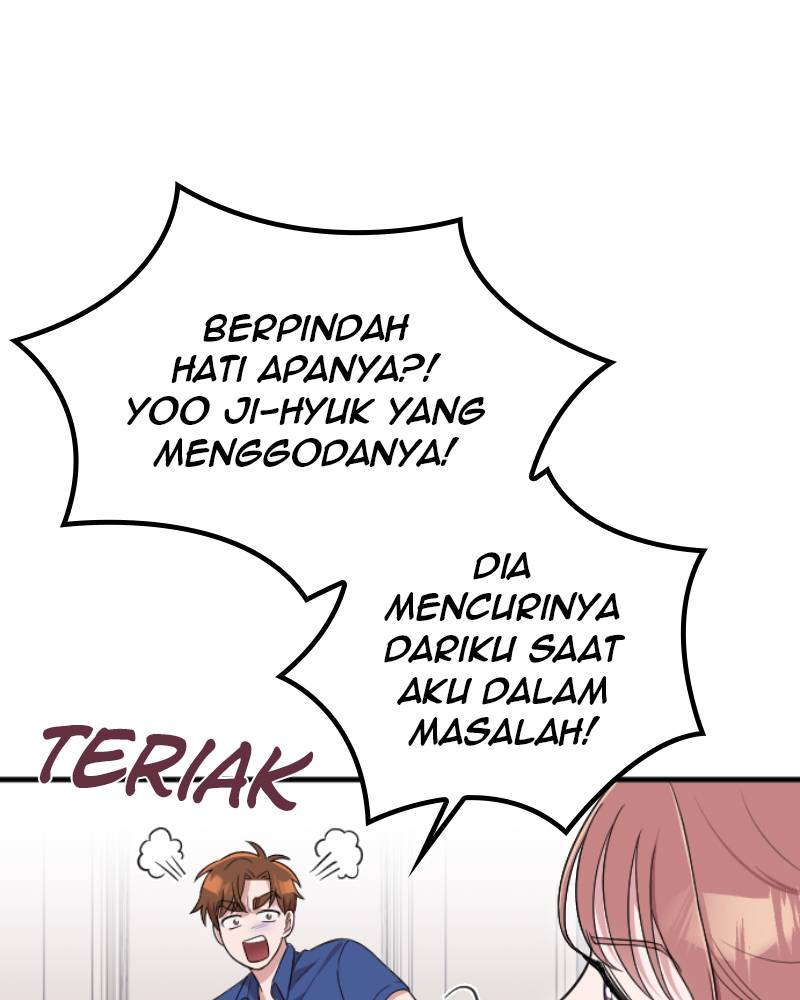 BERPINDAH
HATI APANYA?!
YOO JI-HYUK YANG
MENGGODANYA!
DIA
MENCURINYA
DARIKU SAAT
AKU DALAM
MASALAH!
TERIAK